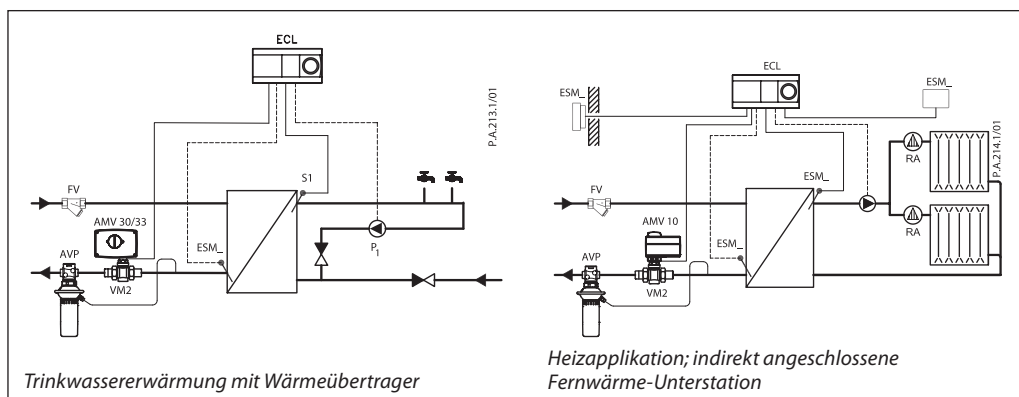 ECL
P.A.213.1/01
S1
FV
AMV 30/33
AVP
ESM_
P1
VM2
Trinkwassererwärmung mit Wärmeübertrager
ECL
ESM_
ESM_
P.A.214.1/01
RA
ESM_
FV
RA
AMV 10
ESM_
AVP
VM2
Heizapplikation; indirekt angeschlossene
Fernwärme-Unterstation